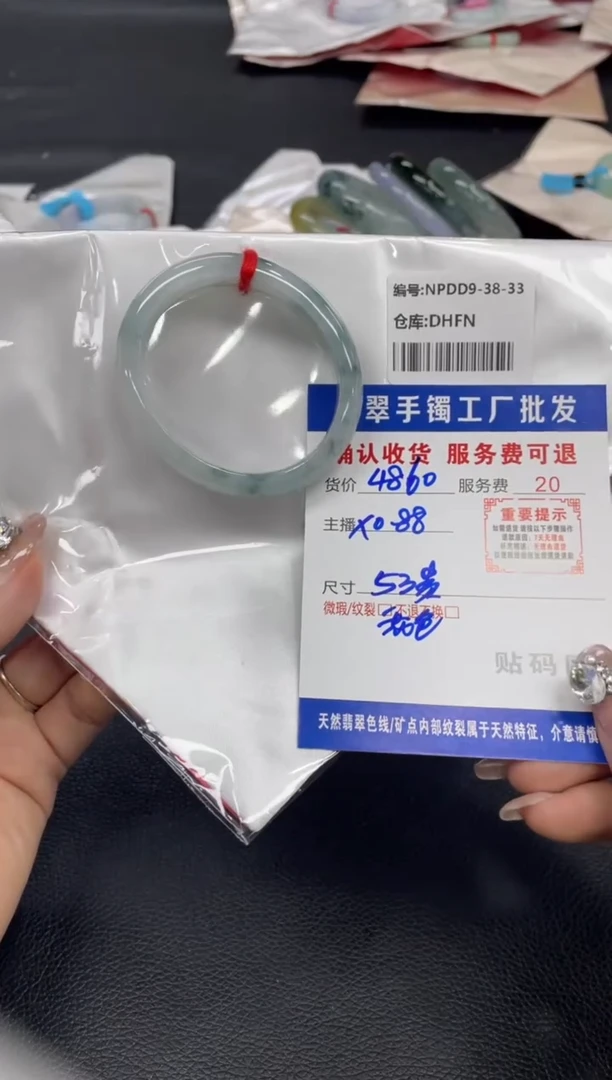 编号:NPDD9-38-33
仓库:DHFN
翠手镯工厂批发
确认收货 服务费可退
货价 4860 服务费 20
主播 X0.88
重要提示
尺寸 53贵
微瑕/纹裂 不退不换
贴码
天然翡翠色线/矿点内部纹裂属于天然特征，介意请慎